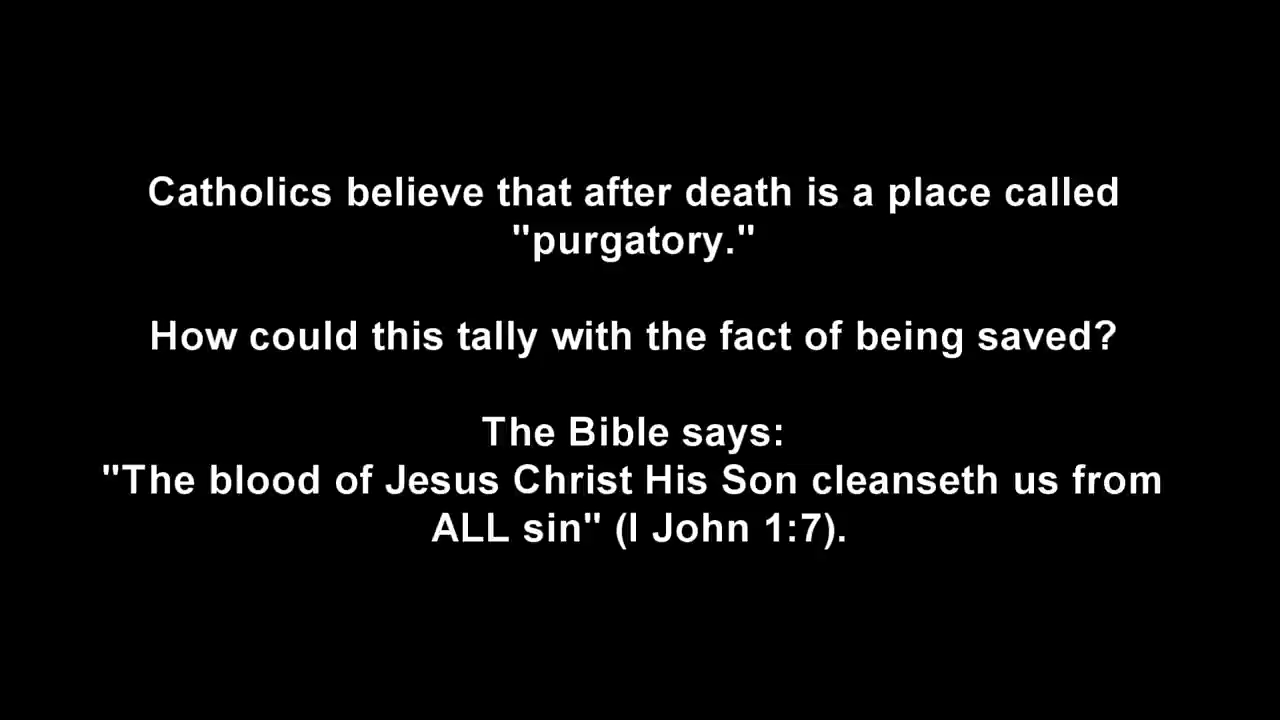 Catholics believe that after death is a place called
"purgatory."
How could this tally with the fact of being saved?
The Bible says:
"The blood of Jesus Christ His Son cleanseth us from
ALL sin" (I John 1:7).